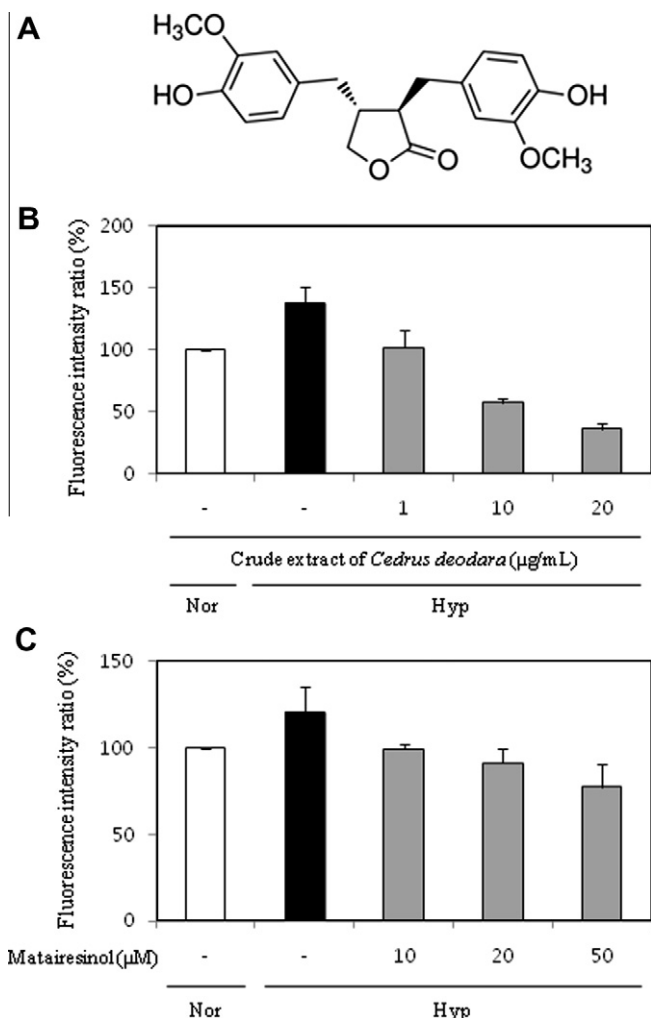 A
H₃CO
HO
O
O
OH
OCH₃
B
Fluorescence intensity ratio (%)
200
150
100
50
0
- - 1 10 20
Crude extract of Cedrus deodara (μg/mL)
Nor Hyp
C
Fluorescence intensity ratio (%)
150
100
50
0
Matairesinol (μM) - - 10 20 50
Nor Hyp